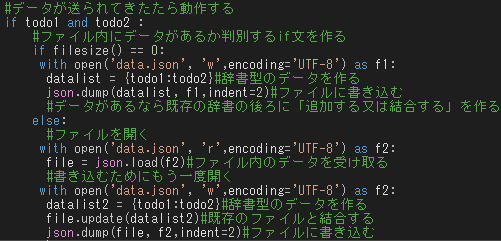 #データが送られてきたたら動作する
if todo1 and todo2 :
#ファイル内にデータがあるか判別するif文を作る
if filesize() == 0:
with open('data.json', 'w',encoding='UTF-8') as f1:
datalist = {todo1:todo2}#辞書型のデータを作る
json.dump(datalist, f1,indent=2)#ファイルに書き込む
#データがあるなら既存の辞書の後ろに「追加する又は結合する」を作る
else:
#ファイルを開く
with open('data.json', 'r',encoding='UTF-8') as f2:
file = json.load(f2)#ファイル内のデータを受け取る
#書き込むためにもう一度開く
with open('data.json', 'w',encoding='UTF-8') as f2:
datalist2 = {todo1:todo2}#辞書型のデータを作る
file.update(datalist2)#既存のファイルと結合する
json.dump(file, f2,indent=2)#ファイルに書き込む